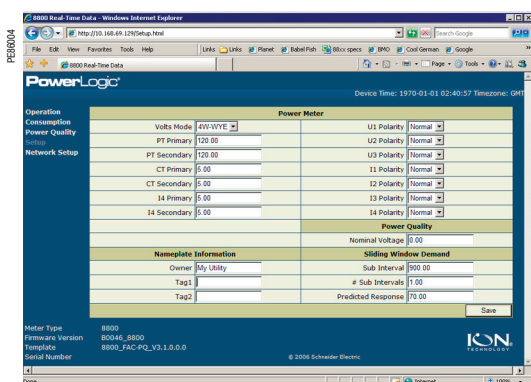 PE86004
8800 Real-Time Data - Windows Internet Explorer
http://10.168.69.129/Setup.html
Search Google
File Edit View Favorites Tools Help
Links Links Planet Babel Fish 88xx specs BMO Cool German Google
8800 Real-Time Data
Page Tools
PowerLogic
Device Time: 1970-01-01 02:40:57 Timezone: GMT
Operation
Consumption
Power Quality
Setup
Network Setup
Power Meter
Volts Mode 4W-WYE U1 Polarity Normal
PT Primary 120.00 U2 Polarity Normal
PT Secondary 120.00 U3 Polarity Normal
CT Primary 5.00 I1 Polarity Normal
CT Secondary 5.00 I2 Polarity Normal
I4 Primary 5.00 I3 Polarity Normal
I4 Secondary 5.00 I4 Polarity Normal
Power Quality
Nominal Voltage 0.00
Nameplate Information Sliding Window Demand
Owner My Utility Sub Interval 900.00
Tag1 # Sub Intervals 1.00
Tag2 Predicted Response 70.00
Save
Meter Type 8800
Firmware Version B0046_8800
Template 8800_FAC-PQ_V3.1.0.0.0
Serial Number
© 2006 Schneider Electric
ION
TECHNOLOGY
Done Internet 100%